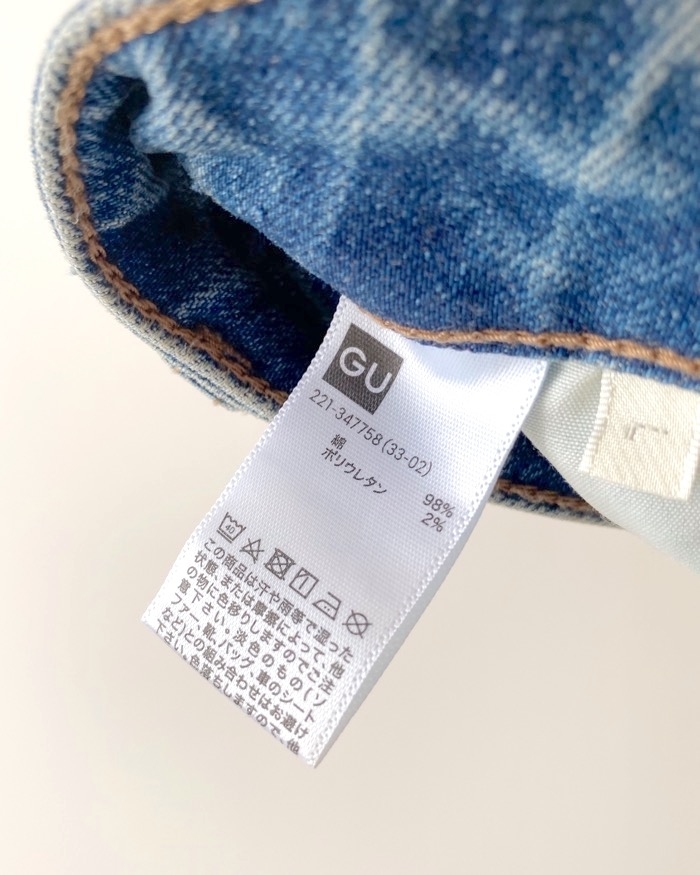 GU
221-347758(33-02)
綿 98%
ポリウレタン 2%
40
この商品は汗や雨等で湿った
状態、または摩擦によって、他
の物に色移りしますのでご注
意下さい。淡色のもの(ソ
ファー、靴、バッグ、車のシート
など)との組み合わせはお避け
下さい。色落ちしますので、他